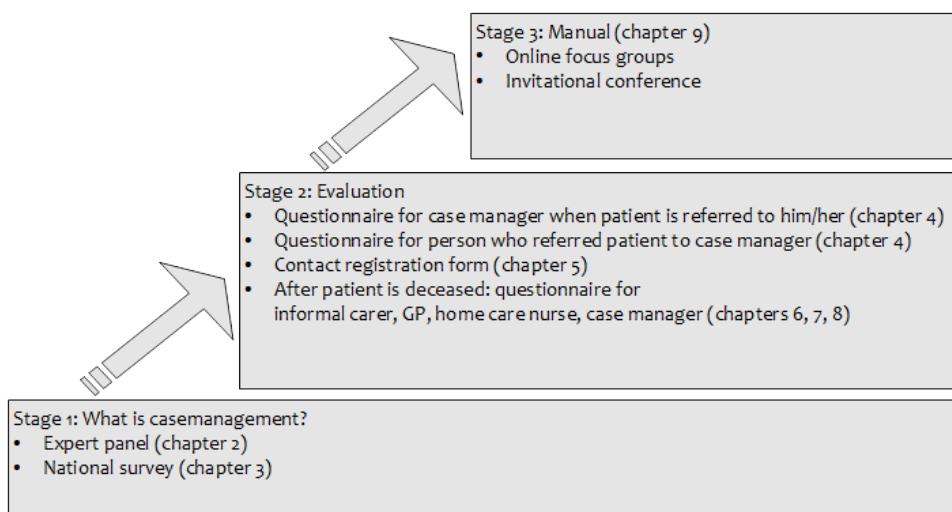 Stage 3: Manual (chapter 9)
• Online focus groups
• Invitational conference
Stage 2: Evaluation
• Questionnaire for case manager when patient is referred to him/her (chapter 4)
• Questionnaire for person who referred patient to case manager (chapter 4)
• Contact registration form (chapter 5)
• After patient is deceased: questionnaire for
informal carer, GP, home care nurse, case manager (chapters 6, 7, 8)
Stage 1: What is casemanagement?
• Expert panel (chapter 2)
• National survey (chapter 3)